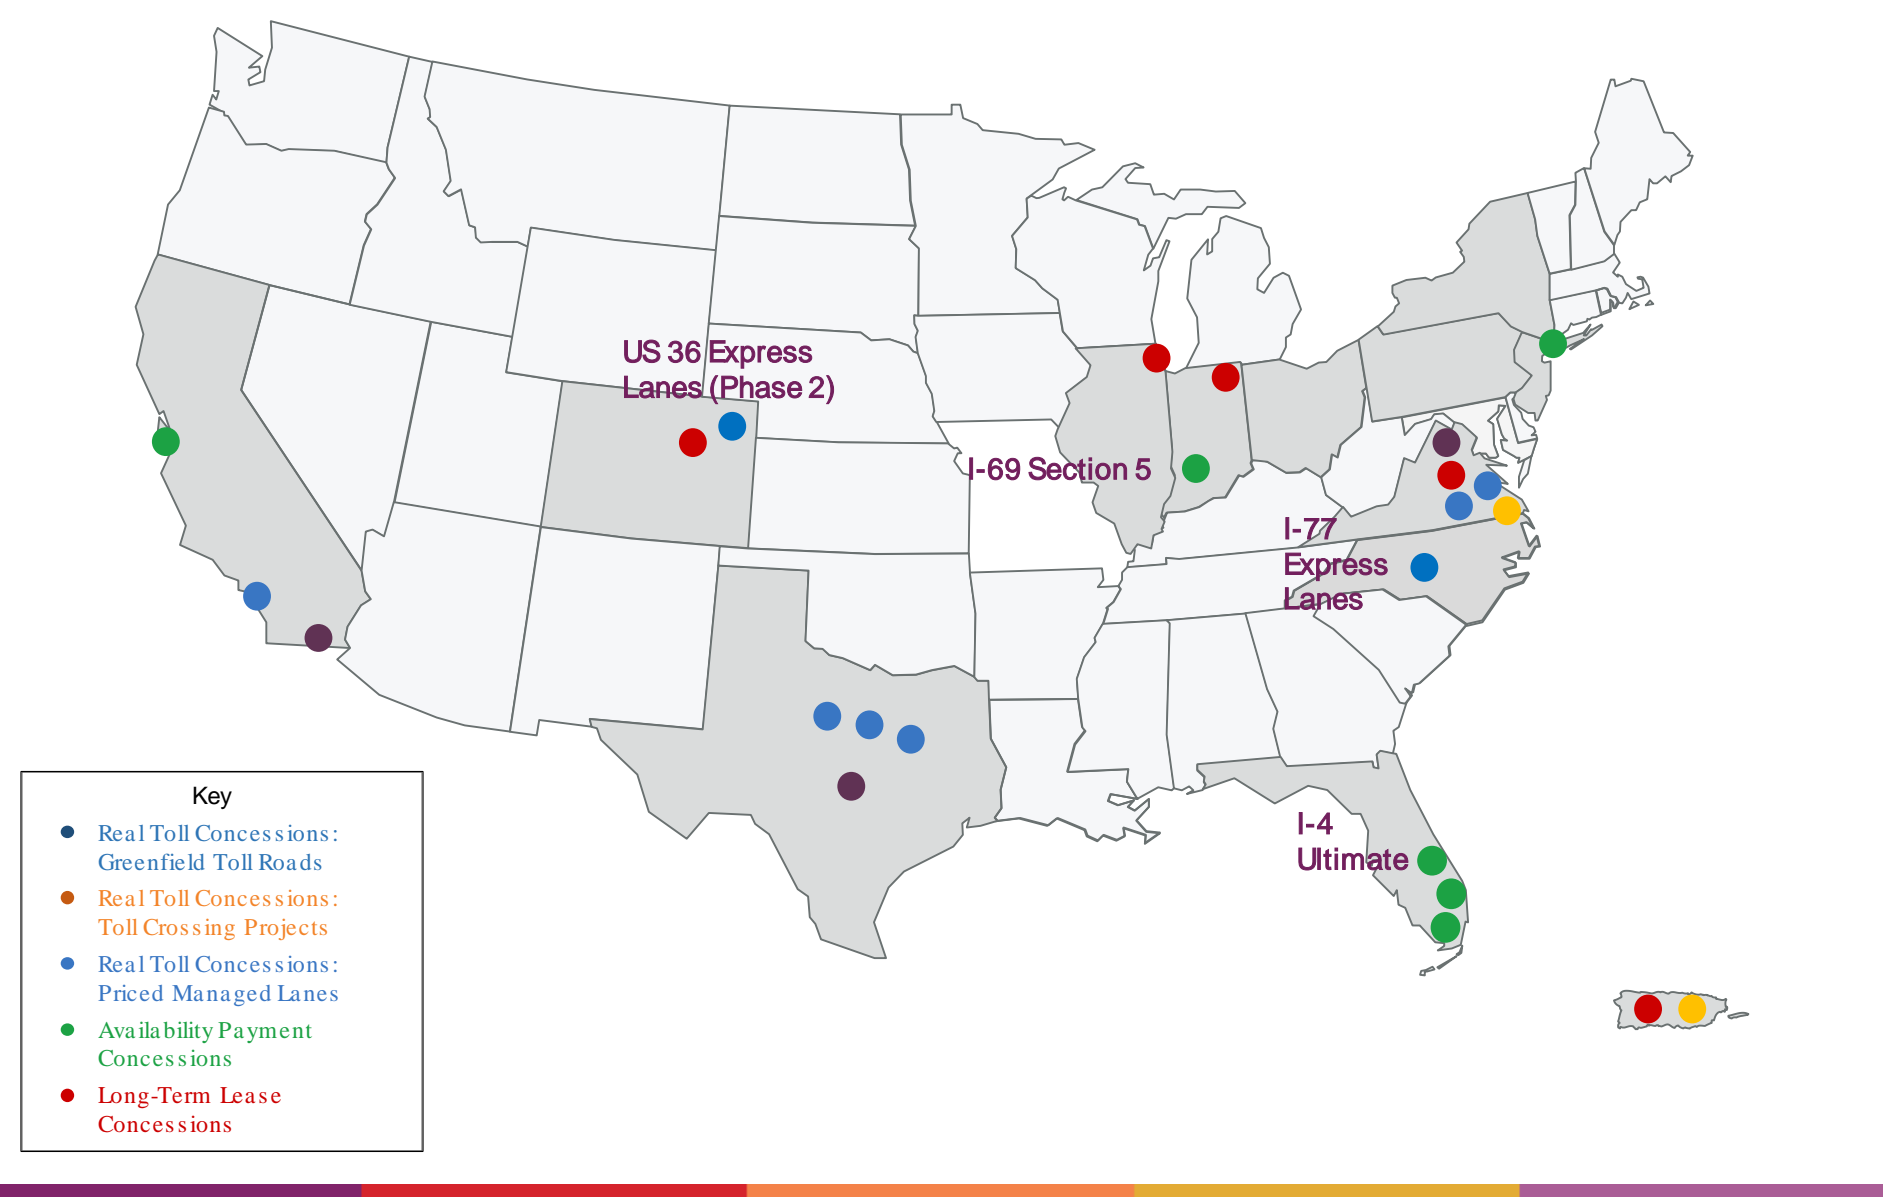 US 36 Express
Lanes (Phase 2)
I-69 Section 5
I-77
Express
Lanes
I-4
Ultimate
Key
Real Toll Concessions:
Greenfield Toll Roads
Real Toll Concessions:
Toll Crossing Projects
Real Toll Concessions:
Priced Managed Lanes
Availability Payment
Concessions
Long-Term Lease
Concessions